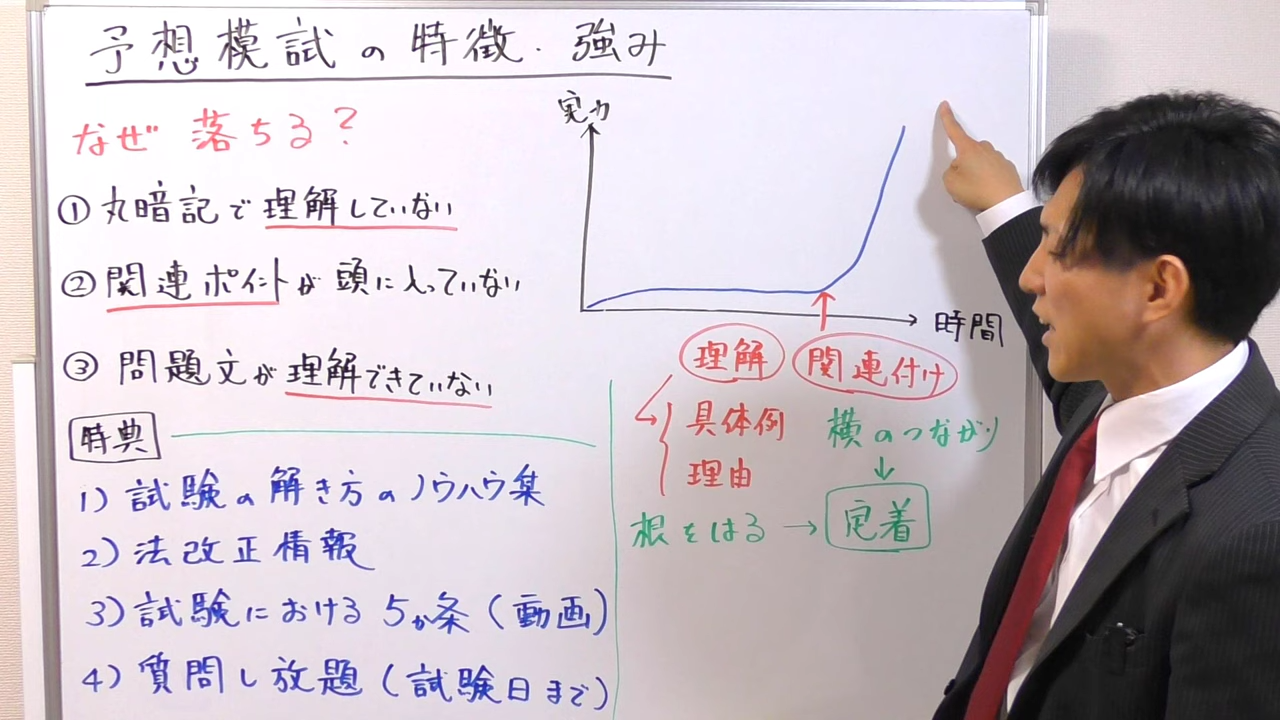 予想模試の特徴・強み
なぜ 落ちる?
①丸暗記で理解していない
②関連ポイントが頭に入っていない
③問題文が理解できていない
特典
1)試験の解き方のノウハウ集
2)法改正情報
3)試験における5か条(動画)
4)質問し放題(試験日まで)
実力
時間
理解
関連付け
具体例
理由
横のつながり
↓
根をはる → 定着